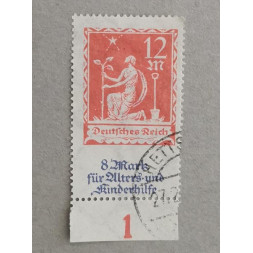 12
M
Deutsches Reich
8 Mark
für Alters-und
Kinderhilfe
1